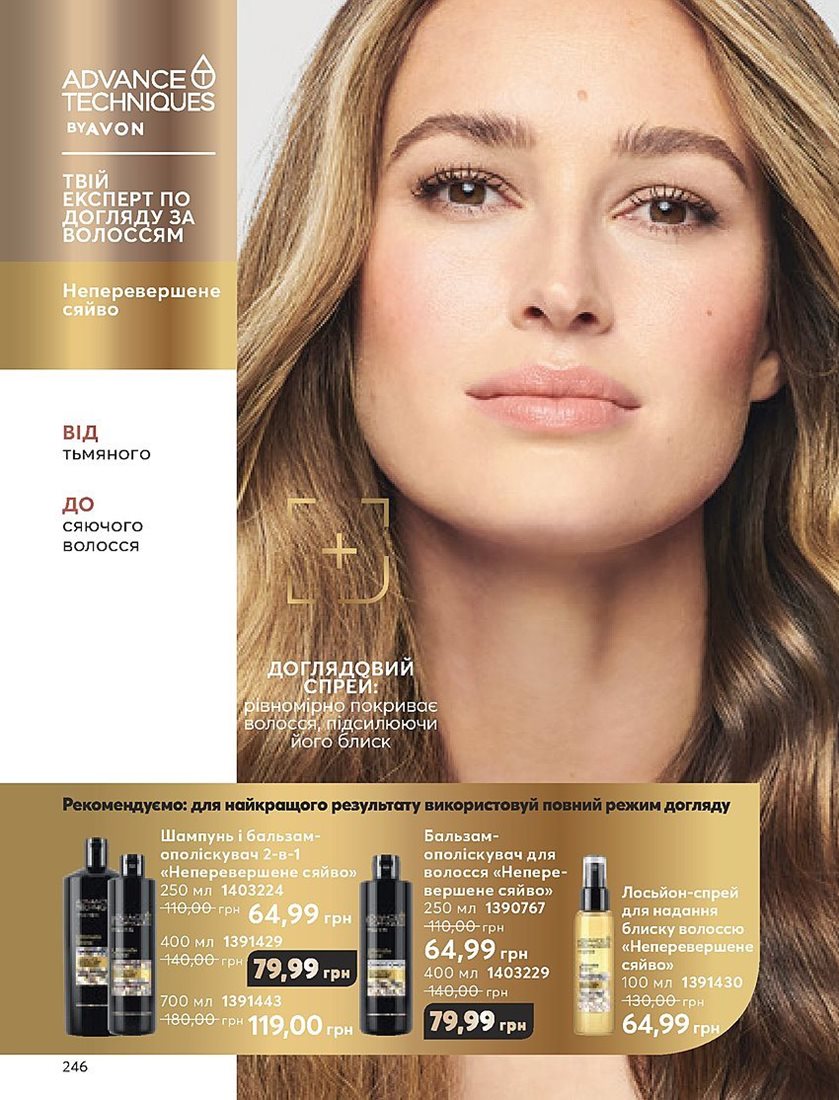 ADVANCE
TECHNIQUES
BY AVON
ТВІЙ
ЕКСПЕРТ ПО
ДОГЛЯДУ ЗА
ВОЛОССЯМ
Неперевершене
сяйво
ВІД
ТЬМЯНОГО
ДО
СЯЮЧОГО
ВОЛОССЯ
ДОГЛЯДОВИЙ
СПРЕЙ:
рівномірно покриває
волосся, підсилюючи
його блиск
Рекомендуємо: для найкращого результату використовуй повний режим догляду
Шампунь і бальзам-
ополіскувач 2-в-1
«Неперевершене сяйво»
250 мл 1403224
110,00 грн 64,99 грн
400 мл 1391429
140,00 грн
79,99 грн
700 мл 1391443
180,00 грн 119,00 грн
Бальзам-
ополіскувач для
волосся «Непере-
вершене сяйво»
250 мл 1390767
110,00 грн
64,99 грн
400 мл 1403229
140,00 грн
79,99 грн
Лосьйон-спрей
для надання
блиску волоссю
«Неперевершене
сяйво»
100 мл 1391430
130,00 грн
64,99 грн
246